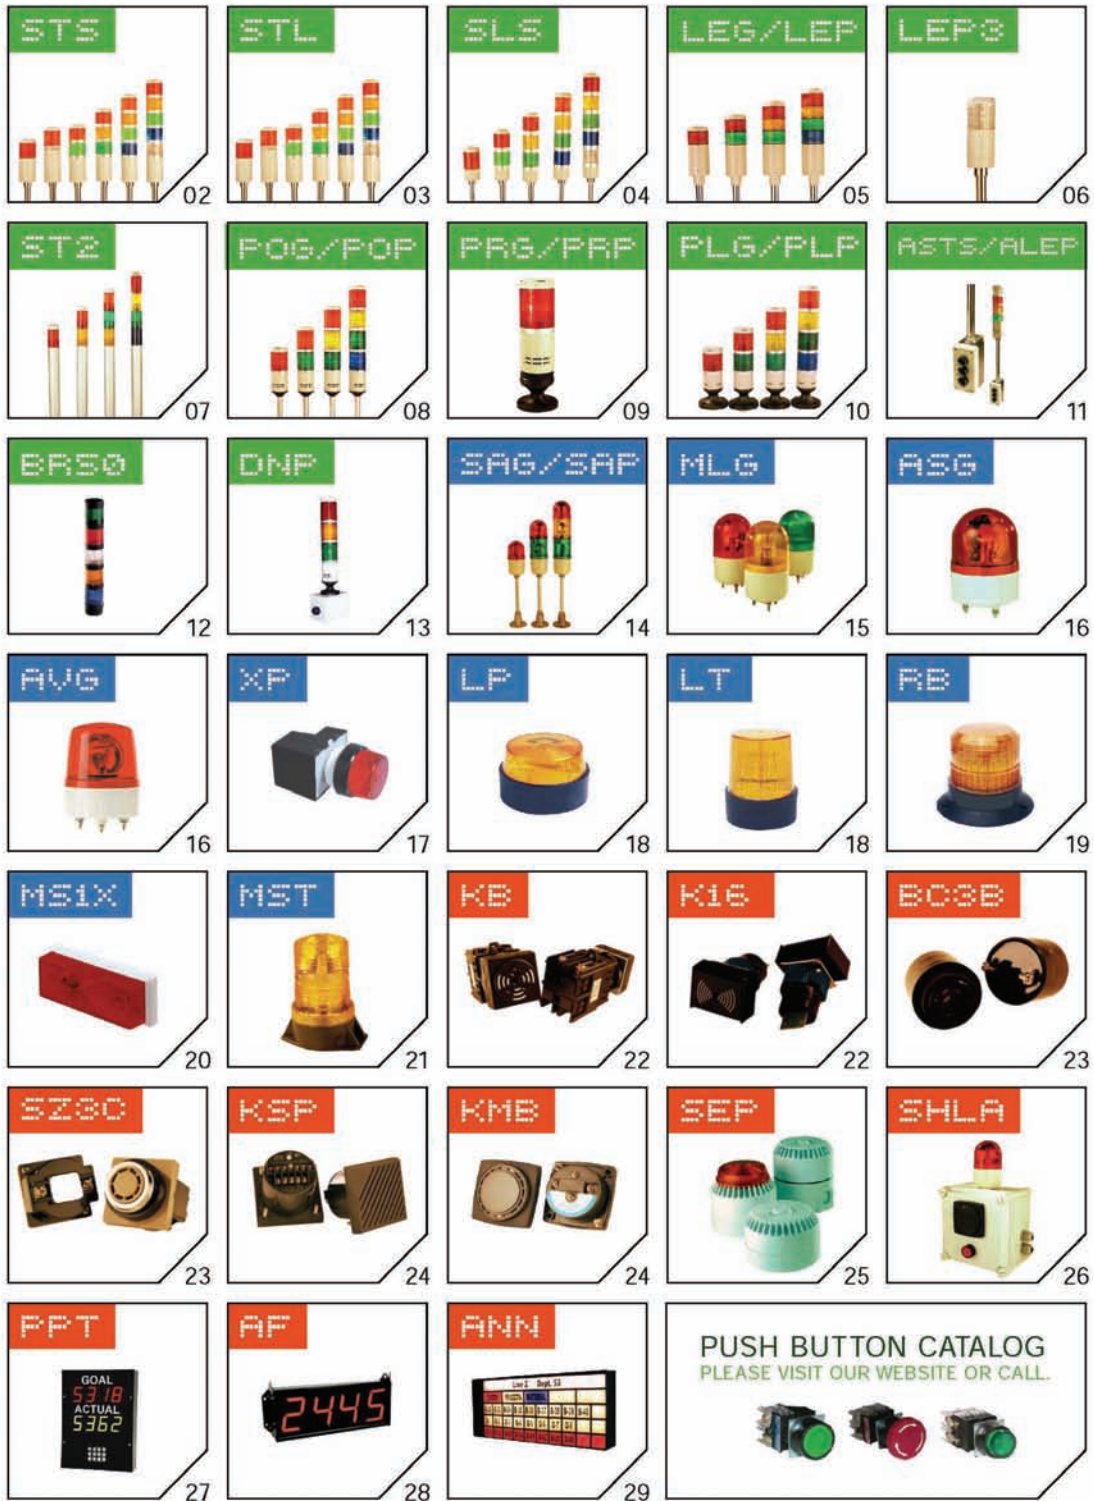 STS
02
STL
03
SLS
04
LEG/LEP
05
LEP3
06
ST2
07
POG/POP
08
PRG/PRP
09
PLG/PLP
10
ASTS/ALEP
11
BR50
12
DNP
13
SAG/SAP
14
MLG
15
ASG
16
AVG
16
XP
17
LP
18
LT
18
RB
19
MS1X
20
MST
21
KB
22
K16
22
BC3B
23
SZ3C
23
KSP
24
KMB
24
SEP
25
SHLA
26
PPT
GOAL
5318
ACTUAL
5362
27
AF
2445
28
ANN
Dept. 53
29
PUSH BUTTON CATALOG
PLEASE VISIT OUR WEBSITE OR CALL.